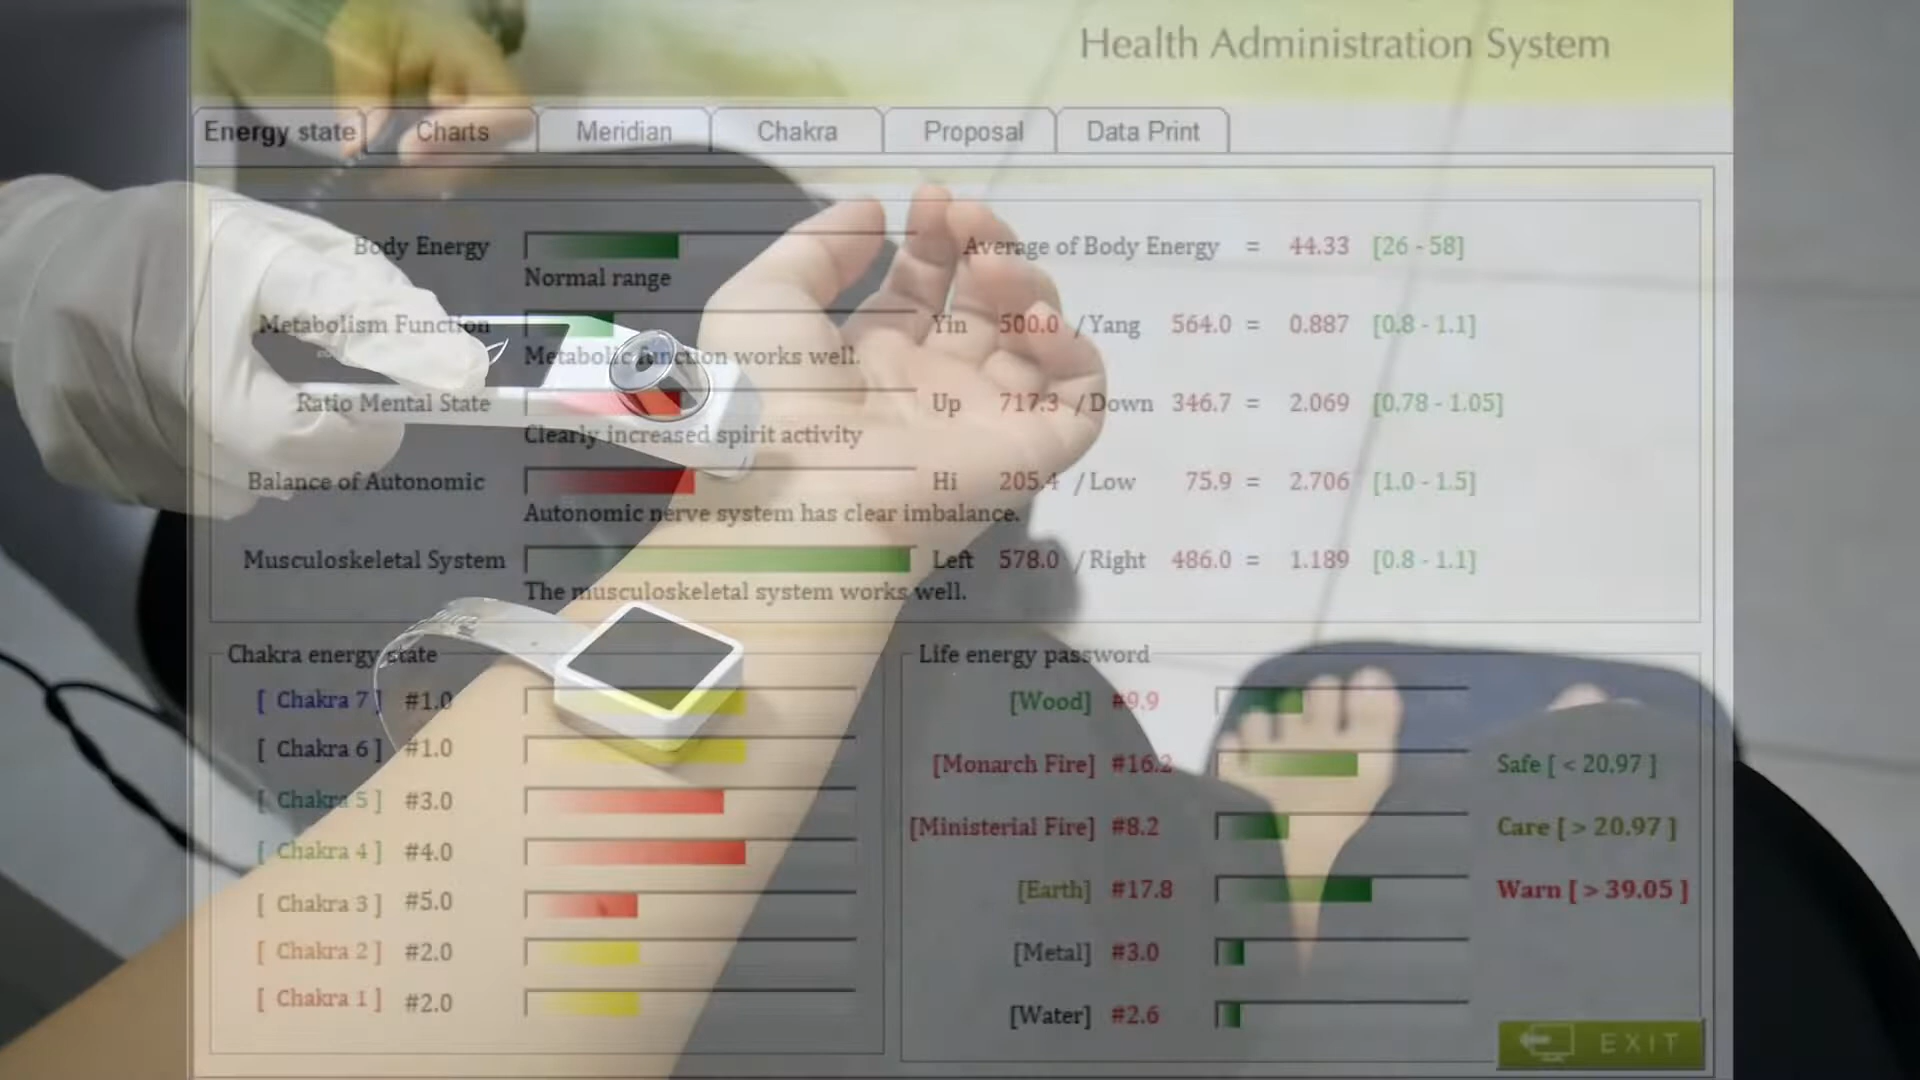 Health Administration System
Energy state Charts Meridian Chakra Proposal Data Print
Body Energy Average of Body Energy = 44.33 [26 - 58]
Normal range
Metabolism Function Yin 500.0 /Yang 564.0 = 0.887 [0.8 - 1.1]
Metabolic function works well.
Ratio Mental State Up 717.3 /Down 346.7 = 2.069 [0.78 - 1.05]
Clearly increased spirit activity
Balance of Autonomic Hi 205.4 /Low 75.9 = 2.706 [1.0 - 1.5]
Autonomic nerve system has clear imbalance.
Musculoskeletal System Left 578.0 /Right 486.0 = 1.189 [0.8 - 1.1]
The musculoskeletal system works well.
Chakra energy state
[ Chakra 7 ] #1.0
[ Chakra 6 ] #1.0
[ Chakra 5 ] #3.0
[ Chakra 4 ] #4.0
[ Chakra 3 ] #5.0
[ Chakra 2 ] #2.0
[ Chakra 1 ] #2.0
Life energy password
[Wood] #9.9
[Monarch Fire] #16.2 Safe [ < 20.97 ]
[Ministerial Fire] #8.2 Care [ > 20.97 ]
[Earth] #17.8 Warn [ > 39.05 ]
[Metal] #3.0
[Water] #2.6
EXIT